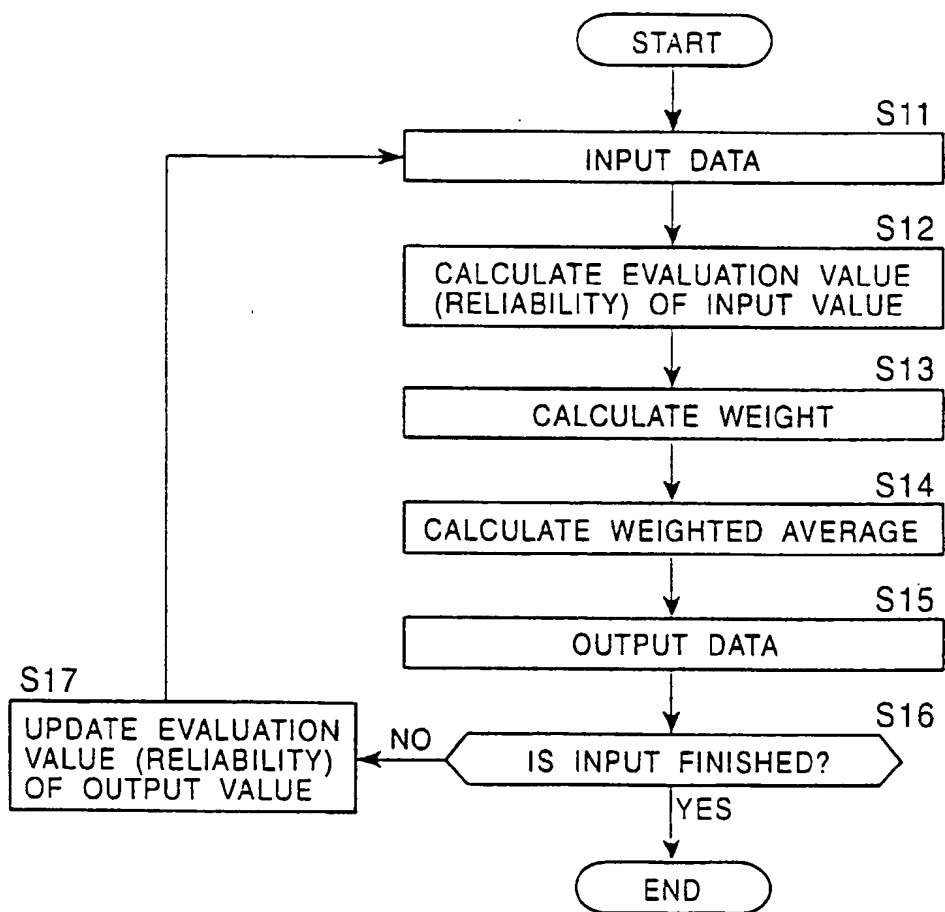 START
S11
INPUT DATA
S12
CALCULATE EVALUATION VALUE
(RELIABILITY) OF INPUT VALUE
S13
CALCULATE WEIGHT
S14
CALCULATE WEIGHTED AVERAGE
S15
OUTPUT DATA
S16
IS INPUT FINISHED?
NO
S17
UPDATE EVALUATION
VALUE (RELIABILITY)
OF OUTPUT VALUE
YES
END